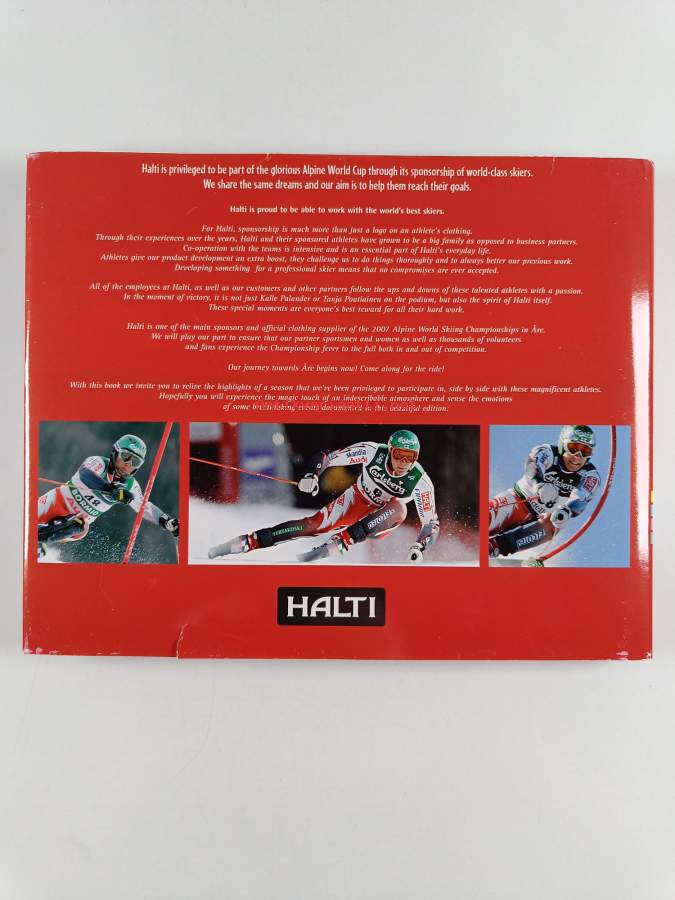 Halti is privileged to be part of the glorious Alpine World Cup through its sponsorship of world-class skiers.
We share the same dreams and our aim is to help them reach their goals.
Halti is proud to be able to work with the world's best skiers.
For Halti, sponsorship is much more than just a logo on an athlete's clothing.
Through their experiences over the years, Halti and their sponsored athletes have grown to be a big family as opposed to business partners.
Co-operation with the teams is intensive and is an essential part of Halti's everyday life.
Athletes give our product development an extra boost, they challenge us to do things thoroughly and to always better our previous work.
Developing something for a professional skier means that no compromises are ever accepted.
All of the employees at Halti, as well as our customers and other partners follow the ups and downs of these talented athletes with a passion.
In the moment of victory, it is not just Kalle Palander or Tanja Poutiainen on the podium, but also the spirit of Halti itself.
These special moments are everyone's best reward for all their hard work.
Halti is one of the main sponsors and official clothing supplier of the 2007 Alpine World Skiing Championships in Åre.
We will play our part to ensure that our partner sportsmen and women as well as thousands of volunteers
and fans experience the Championship fever to the full both in and out of competition.
Our journey towards Åre begins now! Come along for the ride!
With this book we invite you to relive the highlights of a season that we've been privileged to participate in, side by side with these magnificent athletes.
Hopefully you will experience the magic touch of an indescribable atmosphere and sense the emotions
of some breathtaking events documented in this beautiful edition.
Carlsberg
skandia
Audi
Carlsberg
HALTI